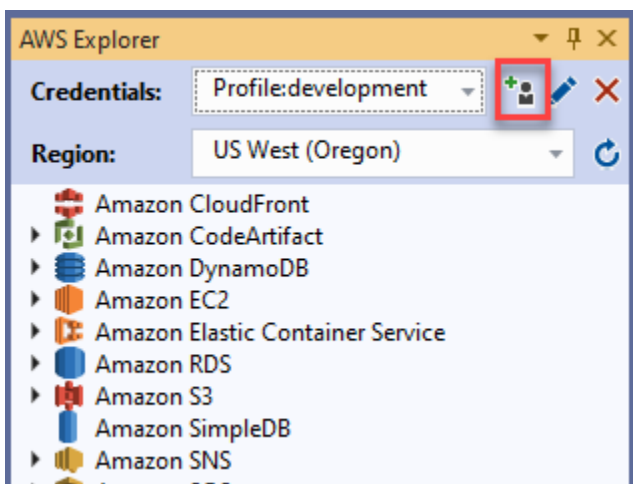 AWS Explorer
Credentials: Profile:development
Region: US West (Oregon)
Amazon CloudFront
Amazon CodeArtifact
Amazon DynamoDB
Amazon EC2
Amazon Elastic Container Service
Amazon RDS
Amazon S3
Amazon SimpleDB
Amazon SNS